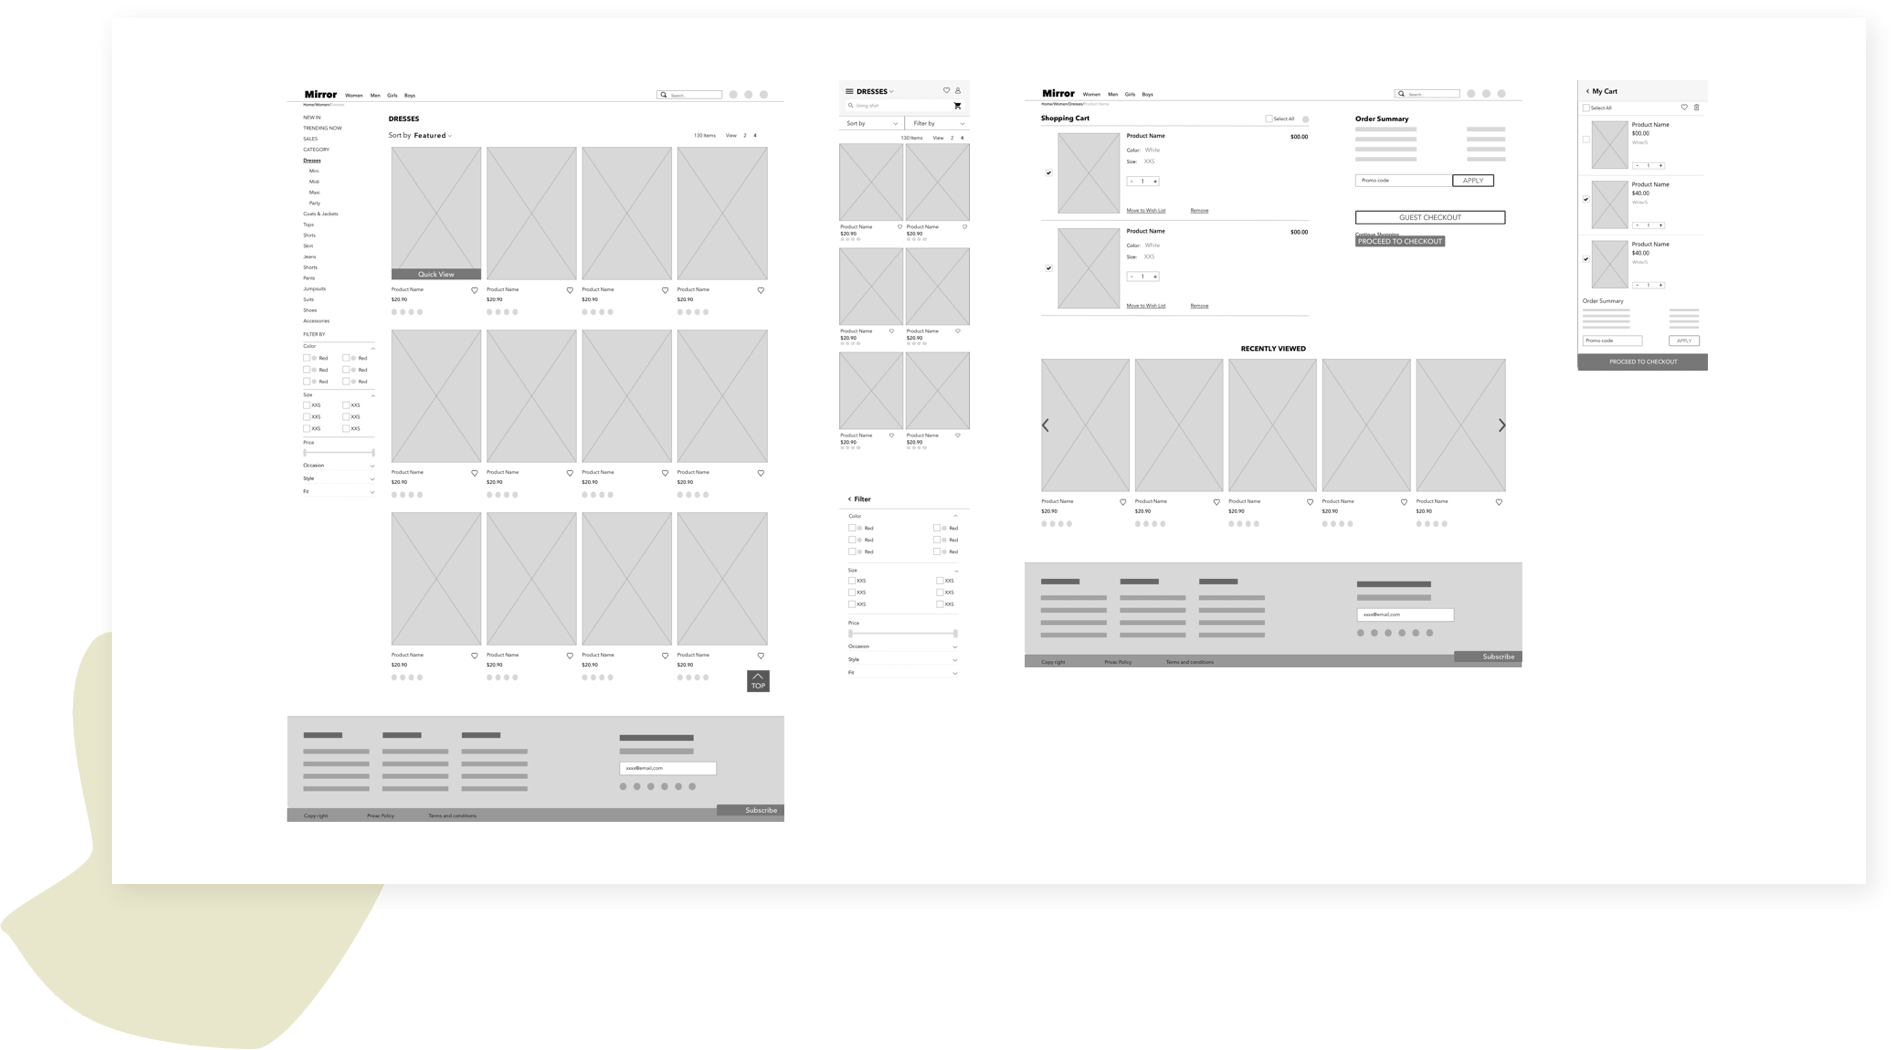 Mirror Women Men Girls Boys Search...
Home/Women/Dresses
NEW IN
TRENDING NOW
SALES
CATEGORY
Dresses
Mini
Midi
Maxi
Party
Coats & Jackets
Tops
Shirts
Skirt
Jeans
Shorts
Pants
Jumpsuits
Suits
Shoes
Accessories
FILTER BY
Color
Red Red
Red Red
Red Red
Size
XXS XXS
XXS XXS
XXS XXS
Price
Occasion
Style
Fit
DRESSES
Sort by Featured
130 Items View 2 4
Quick View
Product Name Product Name Product Name Product Name
$20.90 $20.90 $20.90 $20.90
Product Name Product Name Product Name Product Name
$20.90 $20.90 $20.90 $20.90
Product Name Product Name Product Name Product Name
$20.90 $20.90 $20.90 $20.90
TOP
xxxx@email,com
Subscribe
Copy right Privac Policy Terms and conditions
DRESSES
Sort by Filter by
130 Items View 2 4
Product Name Product Name
$20.90 $20.90
Product Name Product Name
$20.90 $20.90
Product Name Product Name
$20.90 $20.90
Filter
Color
Red Red
Red Red
Red Red
Size
XXS XXS
XXS XXS
XXS XXS
Price
Occasion
Style
Fit
Mirror Women Men Girls Boys Search...
Home/Women/Dresses/Product Name
Shopping Cart Select All
Product Name $00.00
Color: White
Size: XXS
- 1 +
Move to Wish List Remove
Product Name $00.00
Color: White
Size: XXS
- 1 +
Move to Wish List Remove
Order Summary
Promo code APPLY
GUEST CHECKOUT
Continue Shopping
PROCEED TO CHECKOUT
RECENTLY VIEWED
Product Name Product Name Product Name Product Name Product Name
$20.90 $20.90 $20.90 $20.90 $20.90
xxxx@email,com
Subscribe
Copy right Privac Policy Terms and conditions
My Cart
Select All
Product Name
$00.00
White/S
- 1 +
Product Name
$40.00
White/S
- 1 +
Product Name
$40.00
White/S
- 1 +
Order Summary
Promo code APPLY
PROCEED TO CHECKOUT